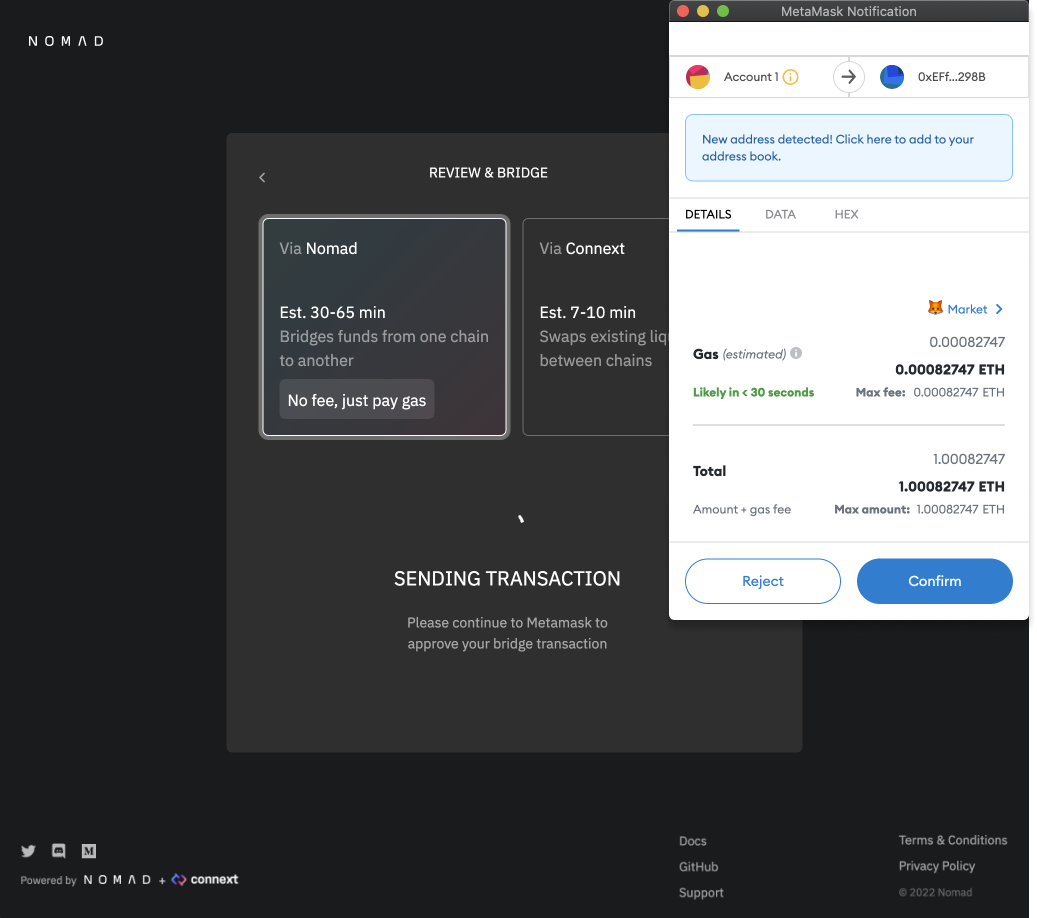 NOMAD
REVIEW & BRIDGE
Via Nomad
Est. 30-65 min
Bridges funds from one chain
to another
No fee, just pay gas
Via Connext
Est. 7-10 min
Swaps existing liq
between chains
SENDING TRANSACTION
Please continue to Metamask to
approve your bridge transaction
MetaMask Notification
Account 1
0xEFf...298B
New address detected! Click here to add to your
address book.
DETAILS DATA HEX
Market
0.00082747
Gas (estimated)
0.00082747 ETH
Likely in < 30 seconds Max fee: 0.00082747 ETH
1.00082747
Total
1.00082747 ETH
Amount + gas fee Max amount: 1.00082747 ETH
Reject Confirm
Powered by NOMAD + connext
Docs
GitHub
Support
Terms & Conditions
Privacy Policy
© 2022 Nomad